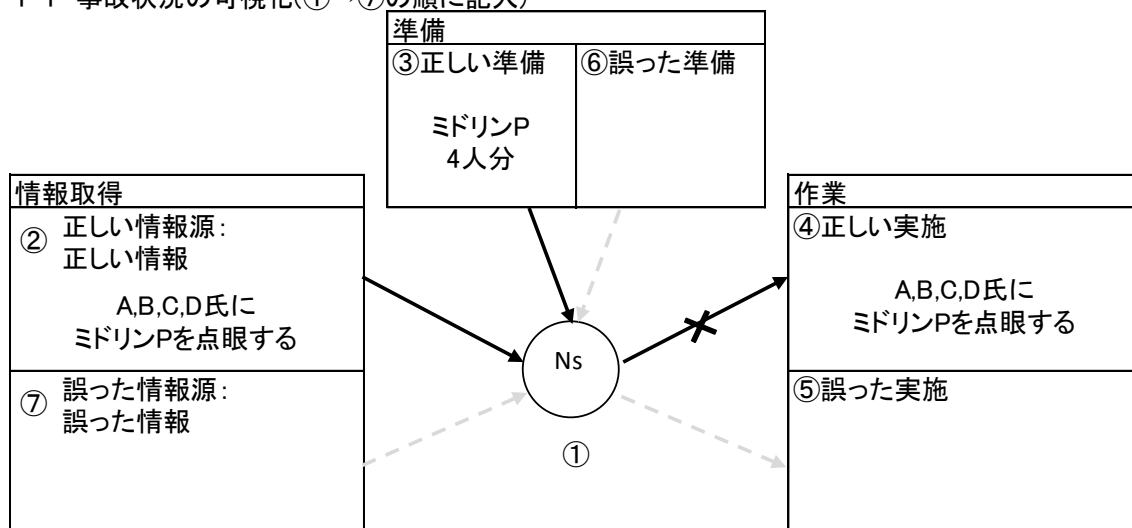 準備
③正しい準備
⑥誤った準備
ミドリンP
4人分
情報取得
② 正しい情報源:
正しい情報
A,B,C,D氏に
ミドリンPを点眼する
⑦ 誤った情報源:
誤った情報
Ns
①
作業
④正しい実施
A,B,C,D氏に
ミドリンPを点眼する
⑤誤った実施